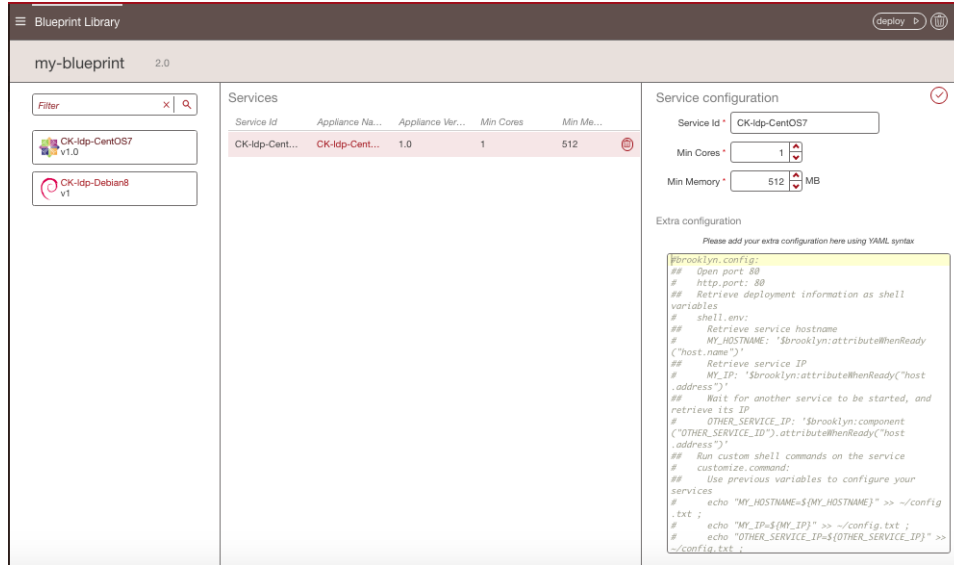 Blueprint Library
deploy
my-blueprint 2.0
Filter
CK-ldp-CentOS7
v1.0
CK-ldp-Debian8
v1
Services
Service Id Appliance Na... Appliance Ver... Min Cores Min Me...
CK-ldp-Cent... CK-ldp-Cent... 1.0 1 512
Service configuration
Service Id * CK-ldp-CentOS7
Min Cores * 1
Min Memory * 512 MB
Extra configuration
Please add your extra configuration here using YAML syntax
#brooklyn.config:
## Open port 80
# http.port: 80
## Retrieve deployment information as shell
variables
# shell.env:
## Retrieve service hostname
# MY_HOSTNAME: '$brooklyn:attributeWhenReady
("host.name")'
## Retrieve service IP
# MY_IP: '$brooklyn:attributeWhenReady("host
.address")'
## Wait for another service to be started, and
retrieve its IP
# OTHER_SERVICE_IP: '$brooklyn:component
("OTHER_SERVICE_ID").attributeWhenReady("host
.address")'
## Run custom shell commands on the service
# customize.command:
## Use previous variables to configure your
services
# echo "MY_HOSTNAME=${MY_HOSTNAME}" >> ~/config
.txt ;
# echo "MY_IP=${MY_IP}" >> ~/config.txt ;
# echo "OTHER_SERVICE_IP=${OTHER_SERVICE_IP}" >>
~/config.txt ;